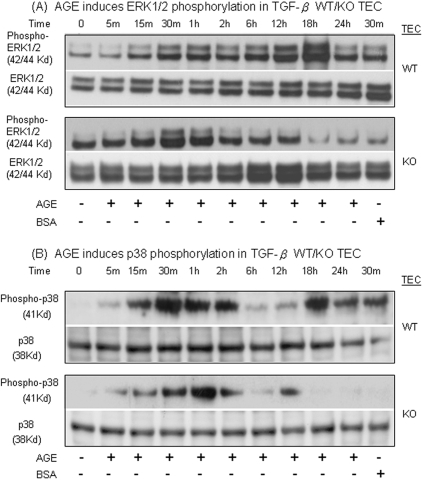 (A) AGE induces ERK1/2 phosphorylation in TGF-β WT/KO TEC
Time 0 5m 15m 30m 1h 2h 6h 12h 18h 24h 30m TEC
Phospho-
ERK1/2
(42/44 Kd)
ERK1/2
(42/44 Kd)
WT
Phospho-
ERK1/2
(42/44 Kd)
ERK1/2
(42/44 Kd)
KO
AGE - + + + + + + + + + -
BSA - - - - - - - - - - +
(B) AGE induces p38 phosphorylation in TGF-β WT/KO TEC
Time 0 5m 15m 30m 1h 2h 6h 12h 18h 24h 30m TEC
Phospho-p38
(41Kd)
p38
(38Kd)
WT
Phospho-p38
(41Kd)
p38
(38Kd)
KO
AGE - + + + + + + + + + -
BSA - - - - - - - - - - +